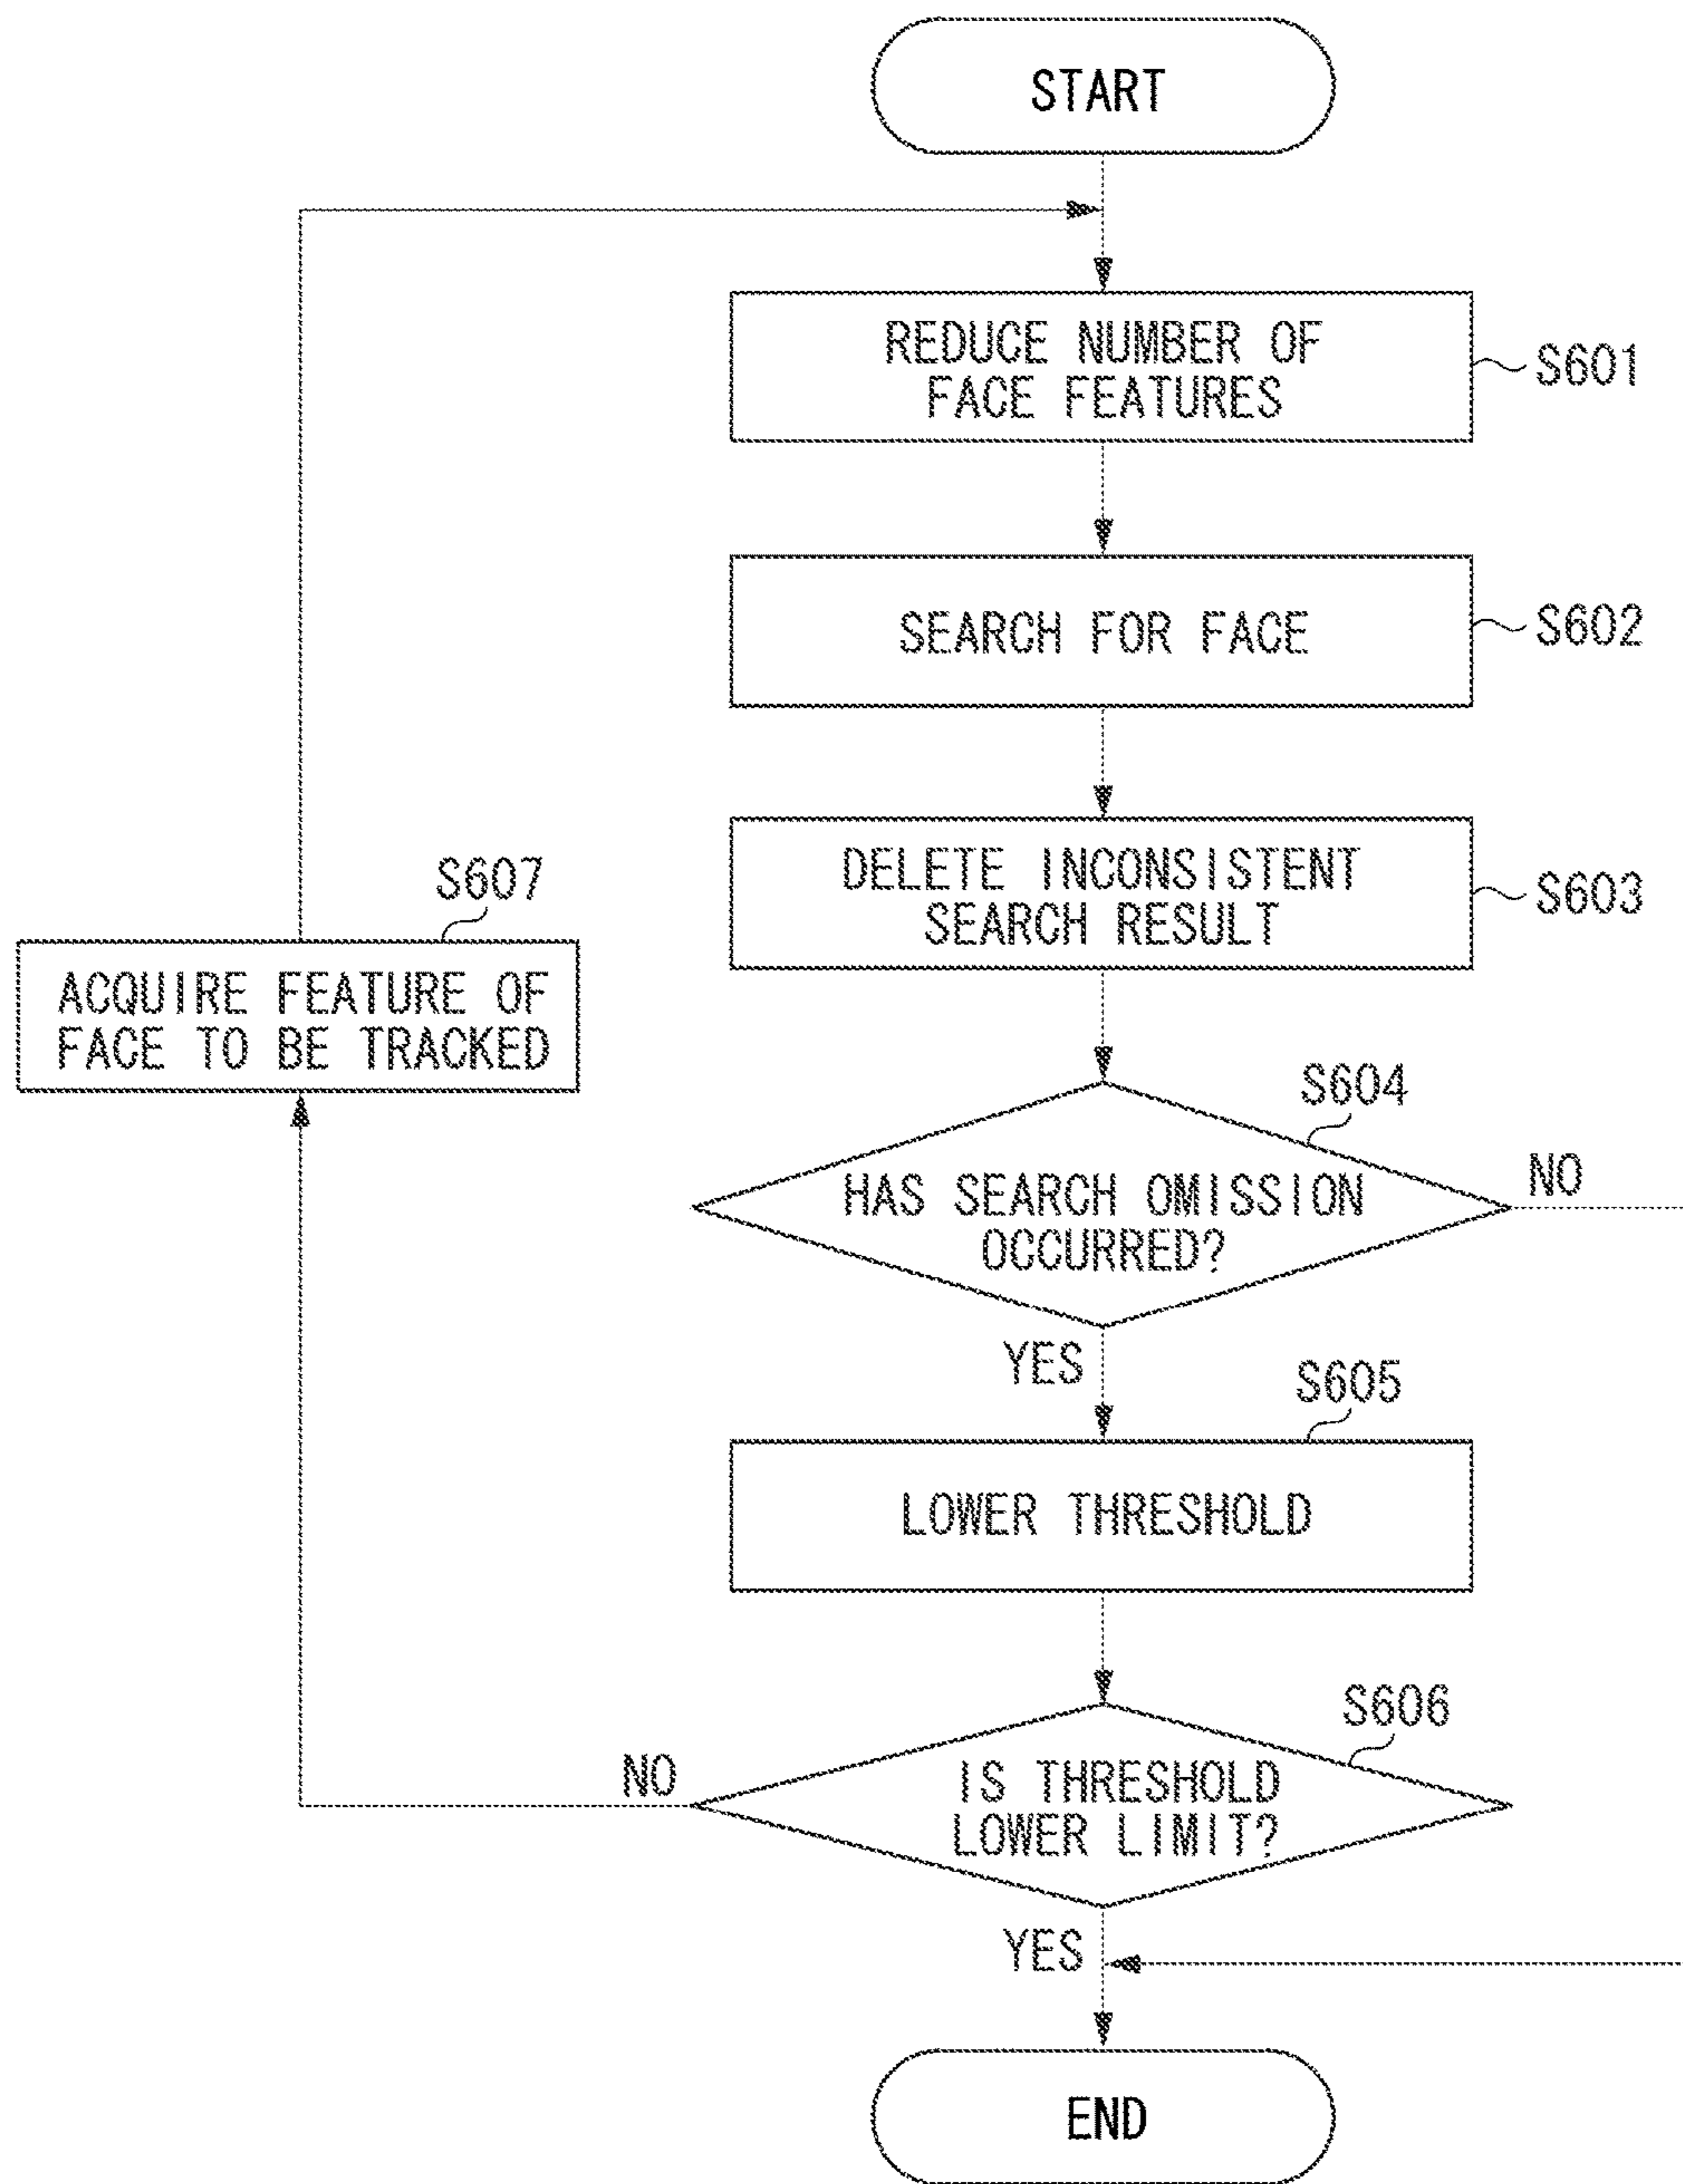 START
REDUCE NUMBER OF
FACE FEATURES
S601
SEARCH FOR FACE
S602
DELETE INCONSISTENT
SEARCH RESULT
S603
S607
ACQUIRE FEATURE OF
FACE TO BE TRACKED
S604
HAS SEARCH OMISSION
OCCURRED?
NO
YES
S605
LOWER THRESHOLD
S606
IS THRESHOLD
LOWER LIMIT?
NO
YES
END